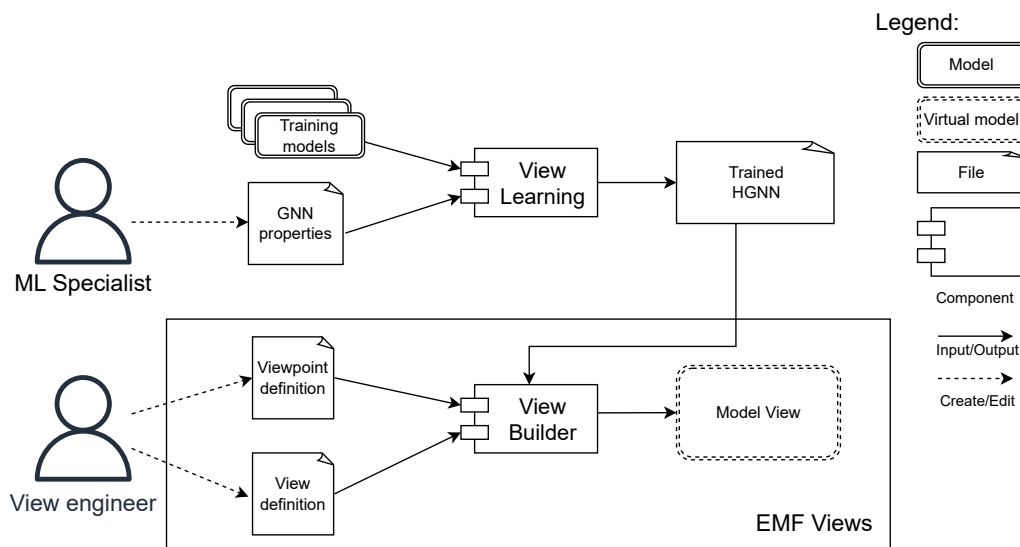 Legend:
Model
Virtual model
File
Component
Input/Output
Create/Edit
Training
models
GNN
properties
View
Learning
Trained
HGNN
ML Specialist
Viewpoint
definition
View
definition
View
Builder
Model View
View engineer
EMF Views